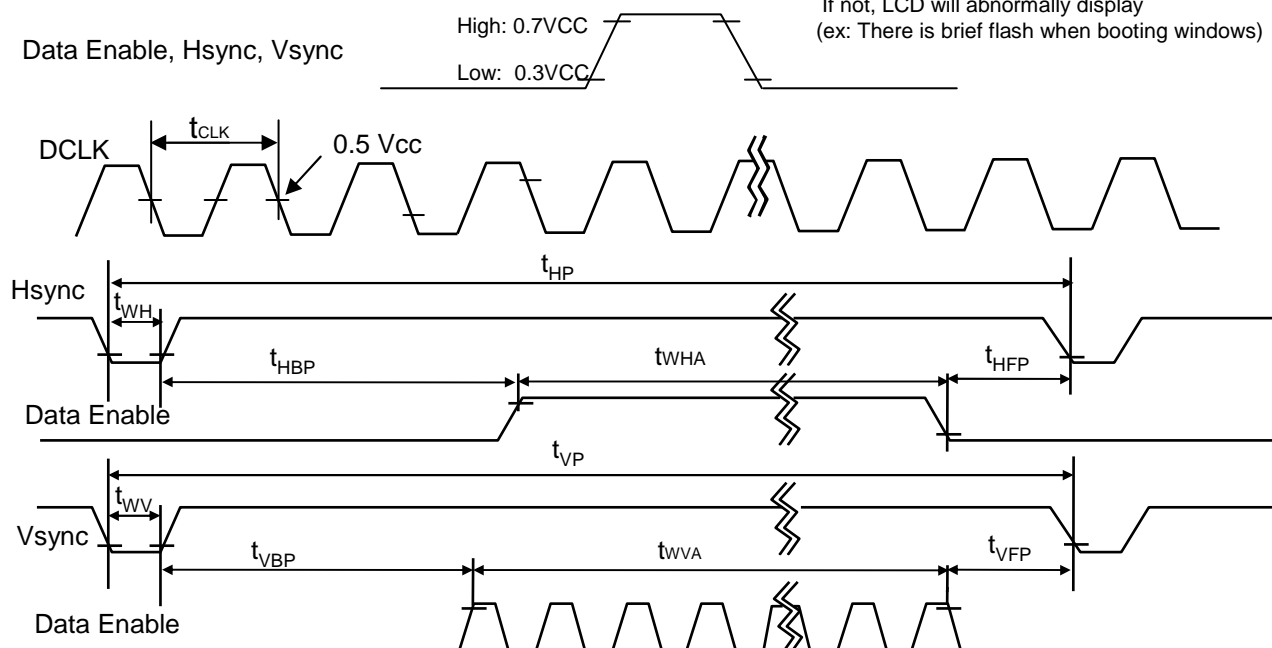 If not, LCD will abnormally display
High: 0.7VCC
(ex: There is brief flash when booting windows)
Data Enable, Hsync, Vsync
Low: 0.3VCC
tCLK
DCLK
0.5 Vcc
tHP
Hsync
tWH
tHBP
tWHA
tHFP
Data Enable
tVP
tWV
Vsync
tVBP
tWVA
tVFP
Data Enable